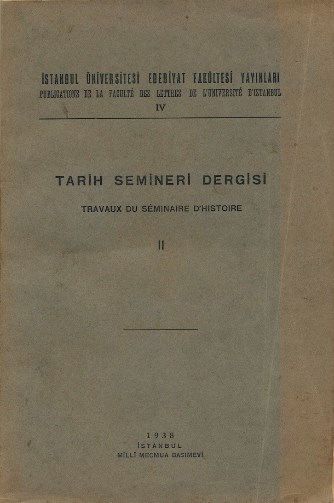 İSTANBUL ÜNİVERSİTESİ EDEBİYAT FAKÜLTESİ YAYINLARI
PUBLICATIONS DE LA FACULTÉ DES LETTRES DE L'UNIVERSITÉ D'ISTANBUL
IV
TARİH SEMİNERİ DERGİSİ
TRAVAUX DU SÉMINAIRE D'HISTOIRE
II
1938
İSTANBUL
MİLLÎ MECMUA BASIMEVİ